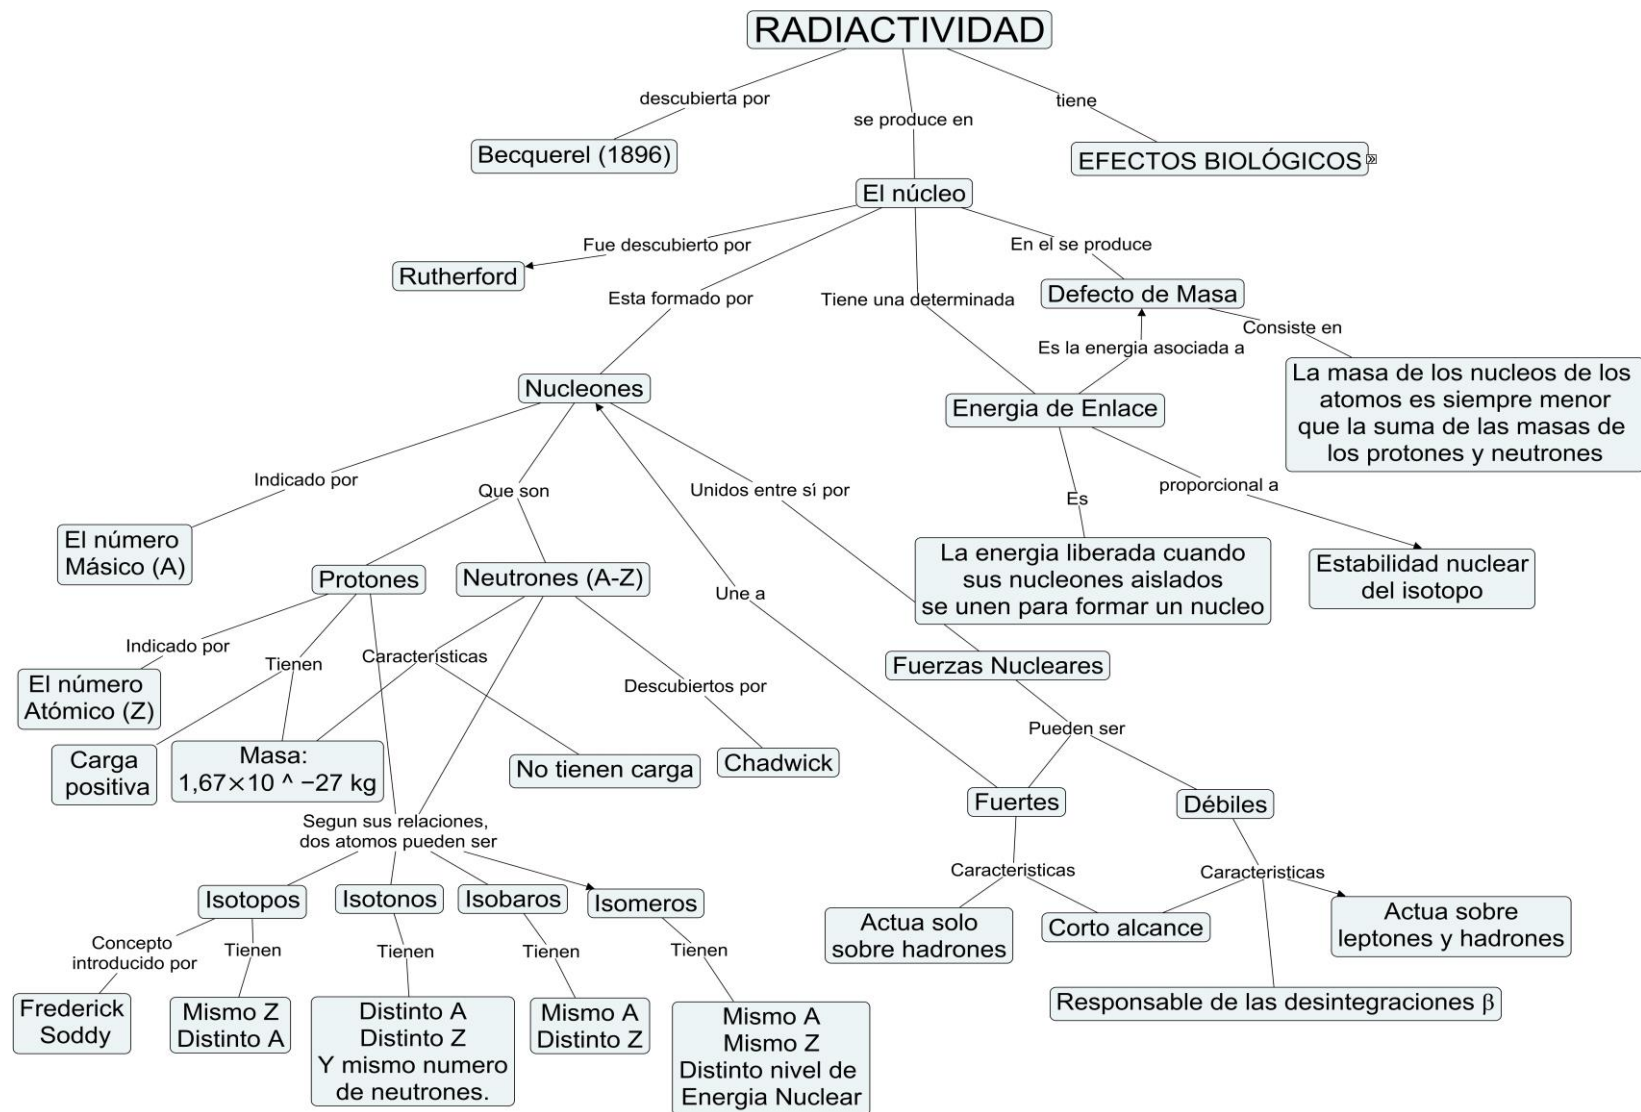 RADIACTIVIDAD
descubierta por
se produce en
tiene
Becquerel (1896)
EFECTOS BIOLÓGICOS
El núcleo
Fue descubierto por
En el se produce
Rutherford
Esta formado por
Tiene una determinada
Defecto de Masa
Consiste en
Es la energia asociada a
La masa de los nucleos de los
atomos es siempre menor
que la suma de las masas de
los protones y neutrones
Nucleones
Energia de Enlace
Indicado por
Que son
Unidos entre sí por
Es
proporcional a
El número
Másico (A)
Protones
Neutrones (A-Z)
La energia liberada cuando
sus nucleones aislados
se unen para formar un nucleo
Estabilidad nuclear
del isotopo
Une a
Indicado por
Tienen
Características
Fuerzas Nucleares
El número
Atómico (Z)
Descubiertos por
Pueden ser
Carga
positiva
Masa:
1,67×10 ^ −27 kg
No tienen carga
Chadwick
Fuertes
Débiles
Segun sus relaciones,
dos atomos pueden ser
Caracteristicas
Caracteristicas
Isotopos
Isotonos
Isobaros
Isomeros
Actua solo
sobre hadrones
Corto alcance
Actua sobre
leptones y hadrones
Concepto
introducido por
Tienen
Tienen
Tienen
Tienen
Frederick
Soddy
Mismo Z
Distinto A
Distinto A
Distinto Z
Y mismo numero
de neutrones.
Mismo A
Distinto Z
Mismo A
Mismo Z
Distinto nivel de
Energia Nuclear
Responsable de las desintegraciones β